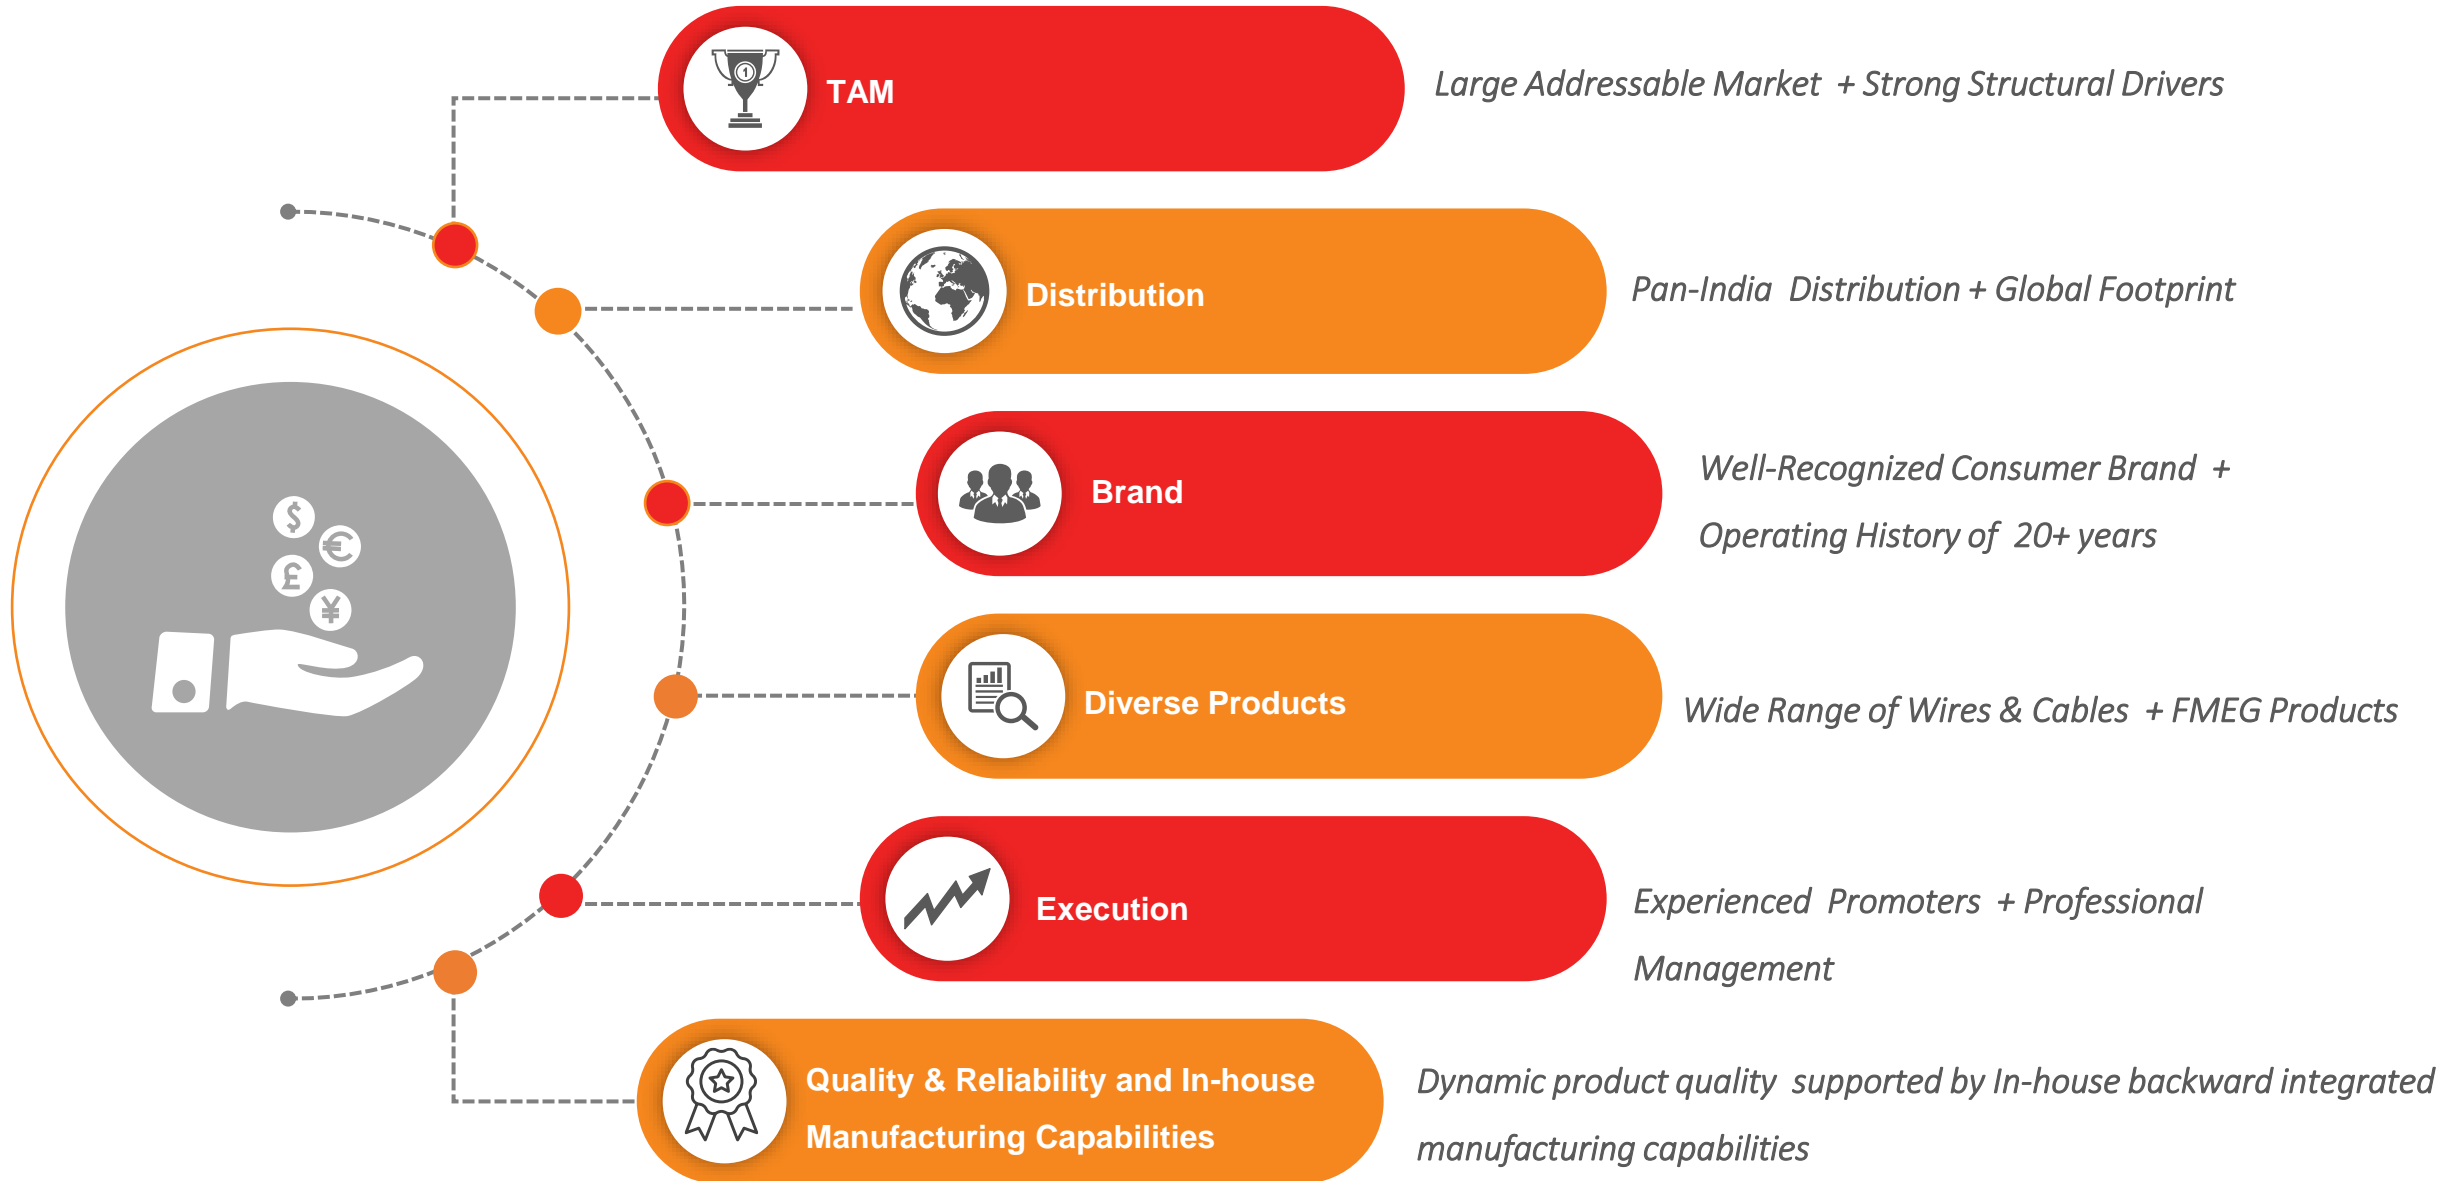 TAM
Large Addressable Market + Strong Structural Drivers
Distribution
Pan-India Distribution + Global Footprint
Brand
Well-Recognized Consumer Brand +
Operating History of 20+ years
Diverse Products
Wide Range of Wires & Cables + FMEG Products
Execution
Experienced Promoters + Professional
Management
Quality & Reliability and In-house
Manufacturing Capabilities
Dynamic product quality supported by In-house backward integrated
manufacturing capabilities
1
$
€
£
¥